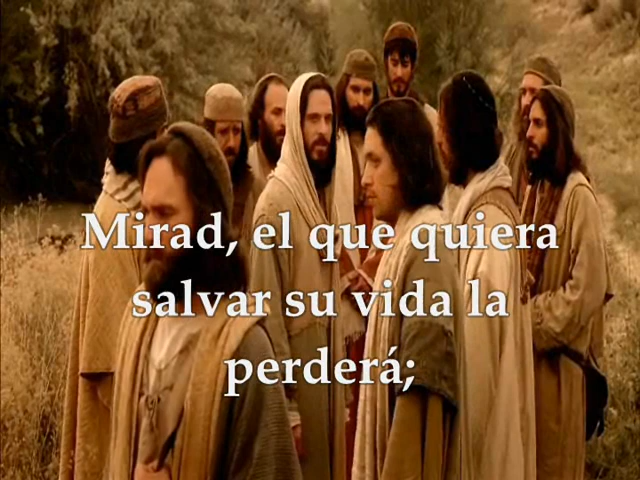 Mirad, el que quiera
salvar su vida la
perderá;